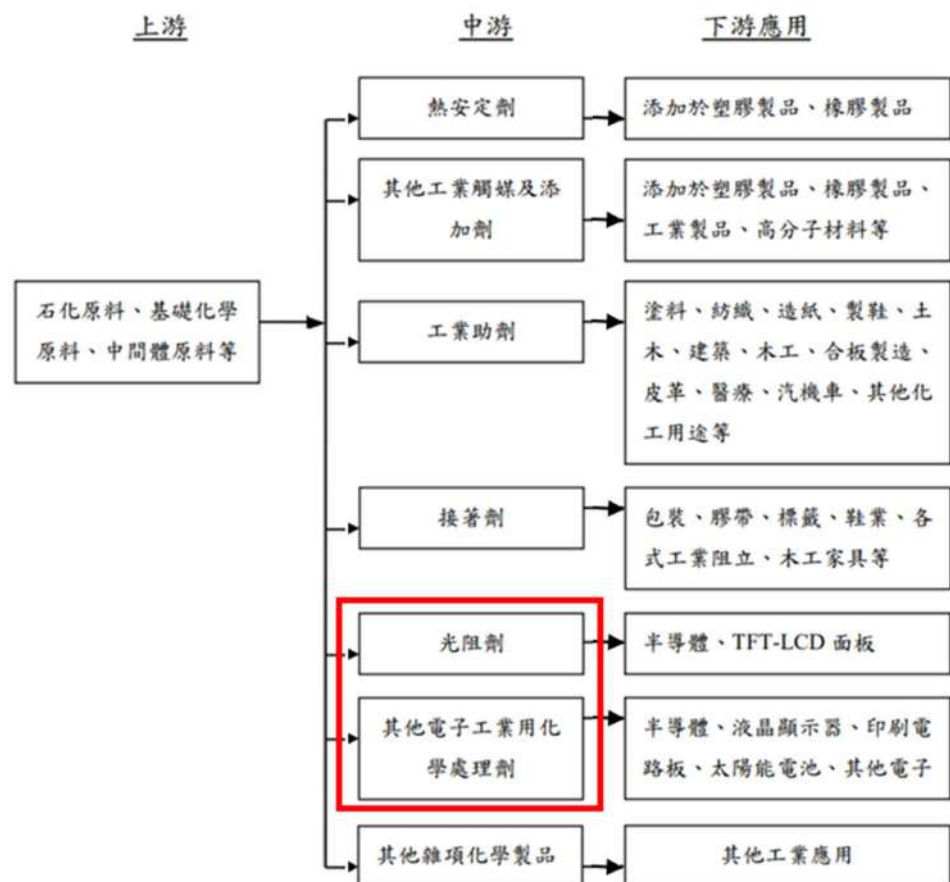 上游
中游
下游應用
熱安定劑
添加於塑膠製品、橡膠製品
其他工業觸媒及添
加劑
添加於塑膠製品、橡膠製品、
工業製品、高分子材料等
石化原料、基礎化學
原料、中間體原料等
工業助劑
塗料、紡織、造紙、製鞋、土
木、建築、木工、合板製造、
皮革、醫療、汽機車、其他化
工用途等
接著劑
包裝、膠帶、標籤、鞋業、各
式工業阻立、木工家具等
光阻劑
半導體、TFT-LCD 面板
其他電子工業用化
學處理劑
半導體、液晶顯示器、印刷電
路板、太陽能電池、其他電子
其他雜項化學製品
其他工業應用